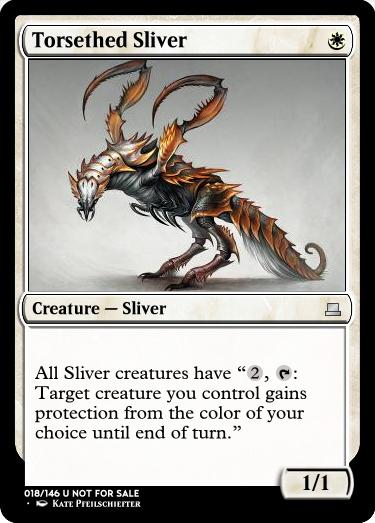 Torsethed Sliver
Creature — Sliver
All Sliver creatures have “2, T:
Target creature you control gains
protection from the color of your
choice until end of turn.”
1/1
018/146 U NOT FOR SALE
Kate Pfeilschiefter